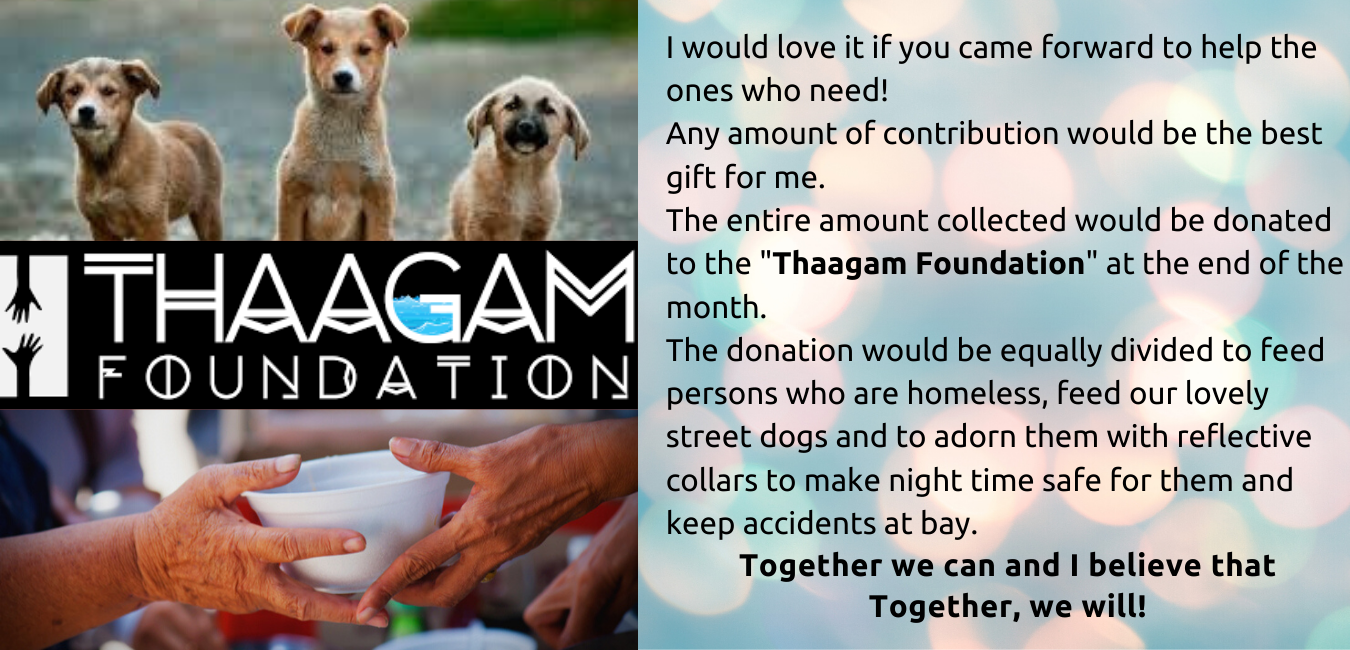 THAAGAM
FOUNDATION
I would love it if you came forward to help the
ones who need!
Any amount of contribution would be the best
gift for me.
The entire amount collected would be donated
to the "Thaagam Foundation" at the end of the
month.
The donation would be equally divided to feed
persons who are homeless, feed our lovely
street dogs and to adorn them with reflective
collars to make night time safe for them and
keep accidents at bay.
Together we can and I believe that
Together, we will!